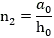 n₂ = a₀/h₀